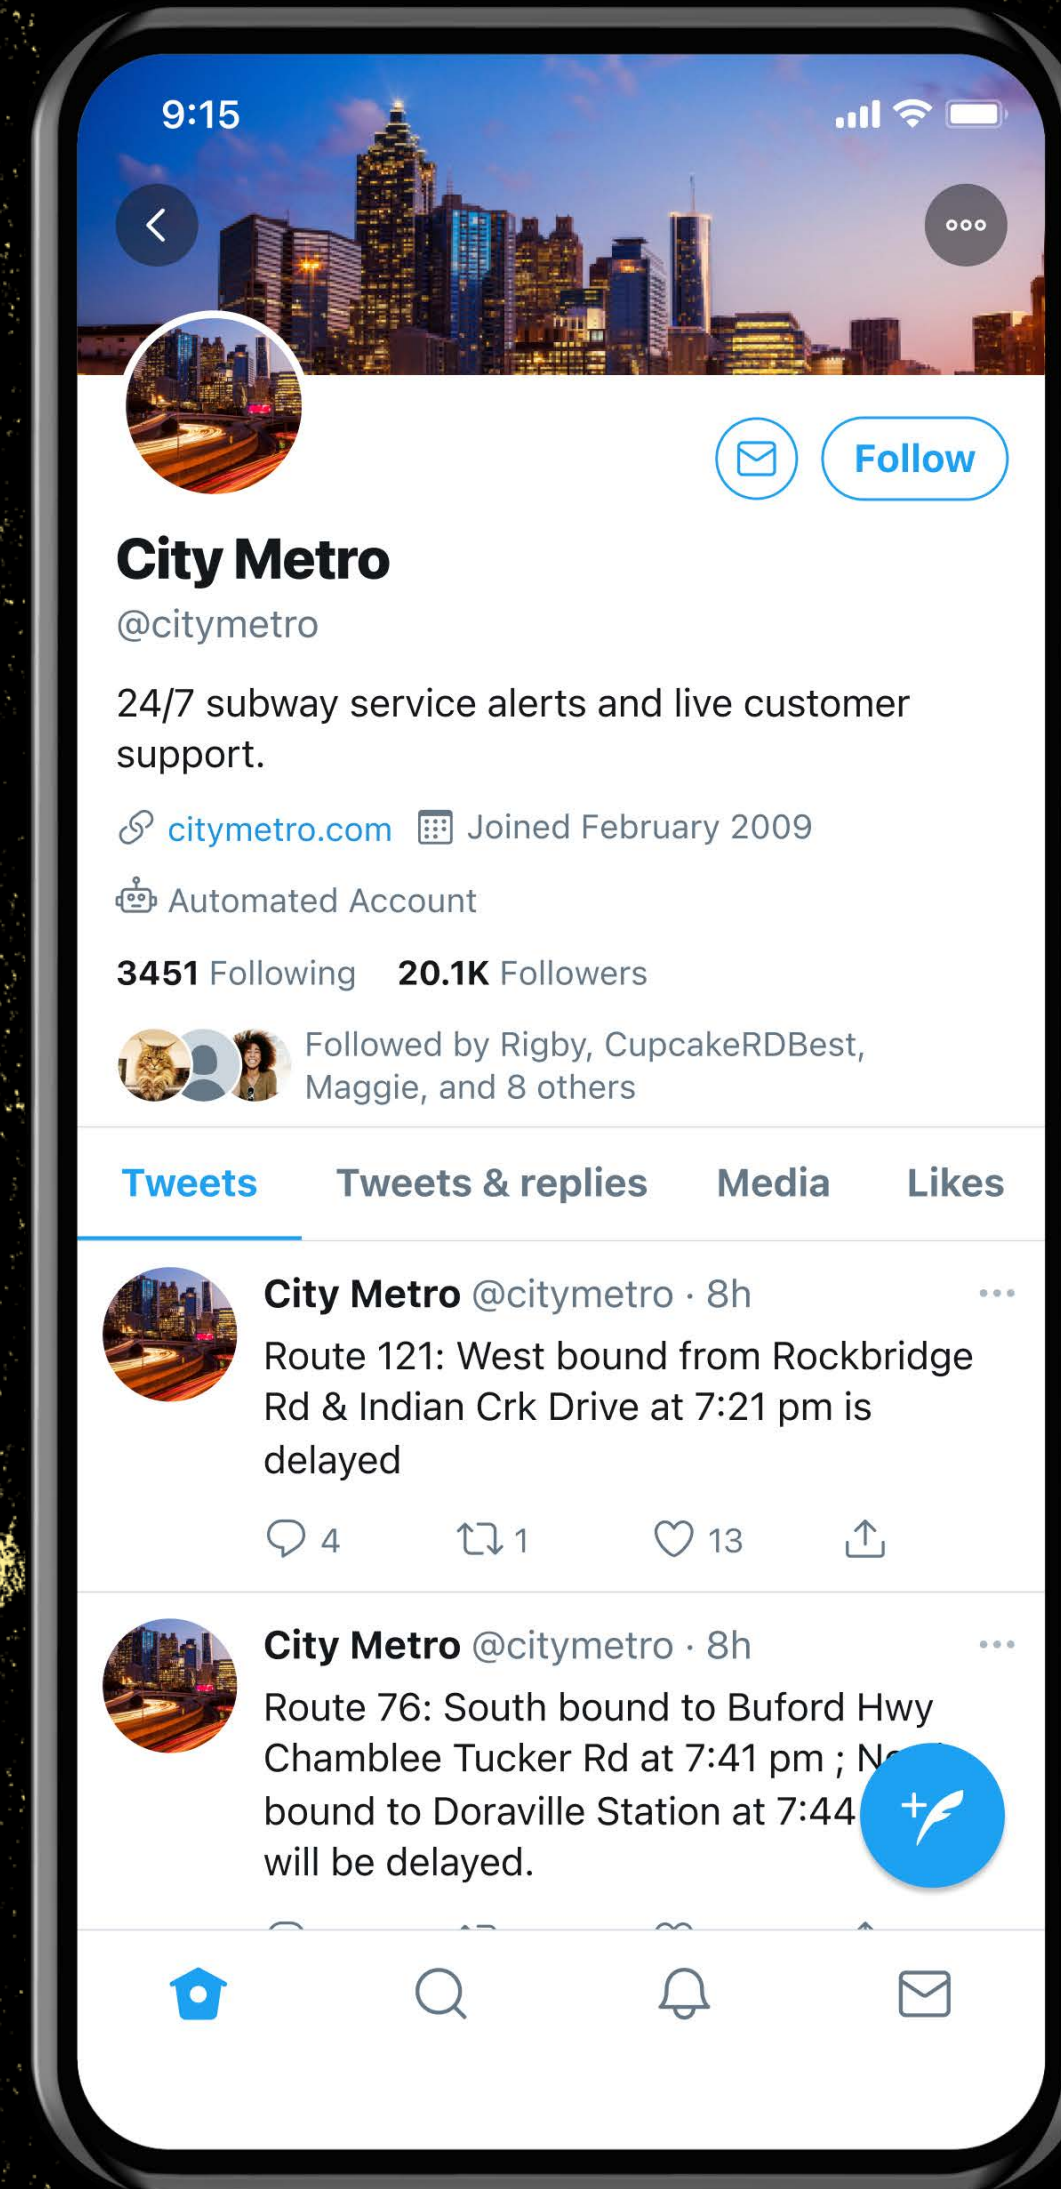 9:15
Follow
City Metro
@citymetro
24/7 subway service alerts and live customer
support.
citymetro.com Joined February 2009
Automated Account
3451 Following 20.1K Followers
Followed by Rigby, CupcakeRDBest,
Maggie, and 8 others
Tweets Tweets & replies Media Likes
City Metro @citymetro · 8h
Route 121: West bound from Rockbridge
Rd & Indian Crk Drive at 7:21 pm is
delayed
4 1 13
City Metro @citymetro · 8h
Route 76: South bound to Buford Hwy
Chamblee Tucker Rd at 7:41 pm ;
bound to Doraville Station at 7:44
will be delayed.